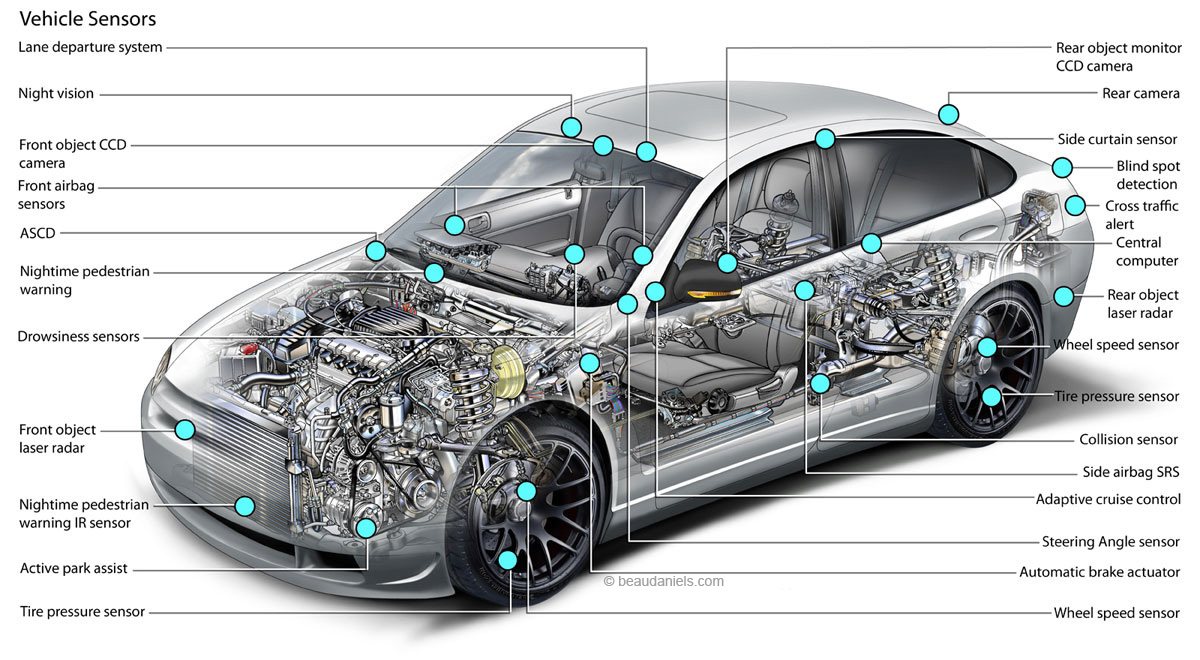 Vehicle Sensors
Lane departure system
Night vision
Front object CCD
camera
Front airbag
sensors
ASCD
Nightime pedestrian
warning
Drowsiness sensors
Front object
laser radar
Nightime pedestrian
warning IR sensor
Active park assist
Tire pressure sensor
Rear object monitor
CCD camera
Rear camera
Side curtain sensor
Blind spot
detection
Cross traffic
alert
Central
computer
Rear object
laser radar
Wheel speed sensor
Tire pressure sensor
Collision sensor
Side airbag SRS
Adaptive cruise control
Steering Angle sensor
Automatic brake actuator
Wheel speed sensor
© beaudaniels.com